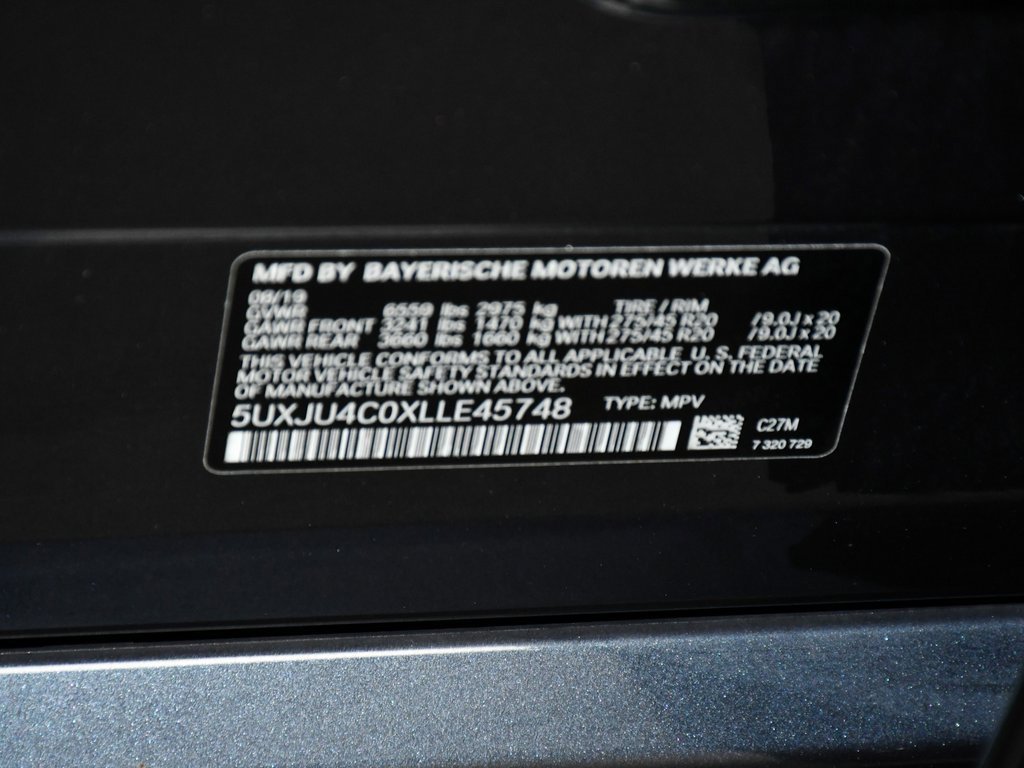 MFD BY BAYERISCHE MOTOREN WERKE AG
08/19
GVWR 6559 lbs 2975 kg TIRE / RIM
GAWR FRONT 3241 lbs 1470 kg WITH 275/45 R20 /9.0J x 20
GAWR REAR 3660 lbs 1660 kg WITH 275/45 R20 /9.0J x 20
THIS VEHICLE CONFORMS TO ALL APPLICABLE U. S. FEDERAL
MOTOR VEHICLE SAFETY STANDARDS IN EFFECT ON THE DATE
OF MANUFACTURE SHOWN ABOVE.
5UXJU4C0XLLE45748 TYPE: MPV
C27M
7 320 729